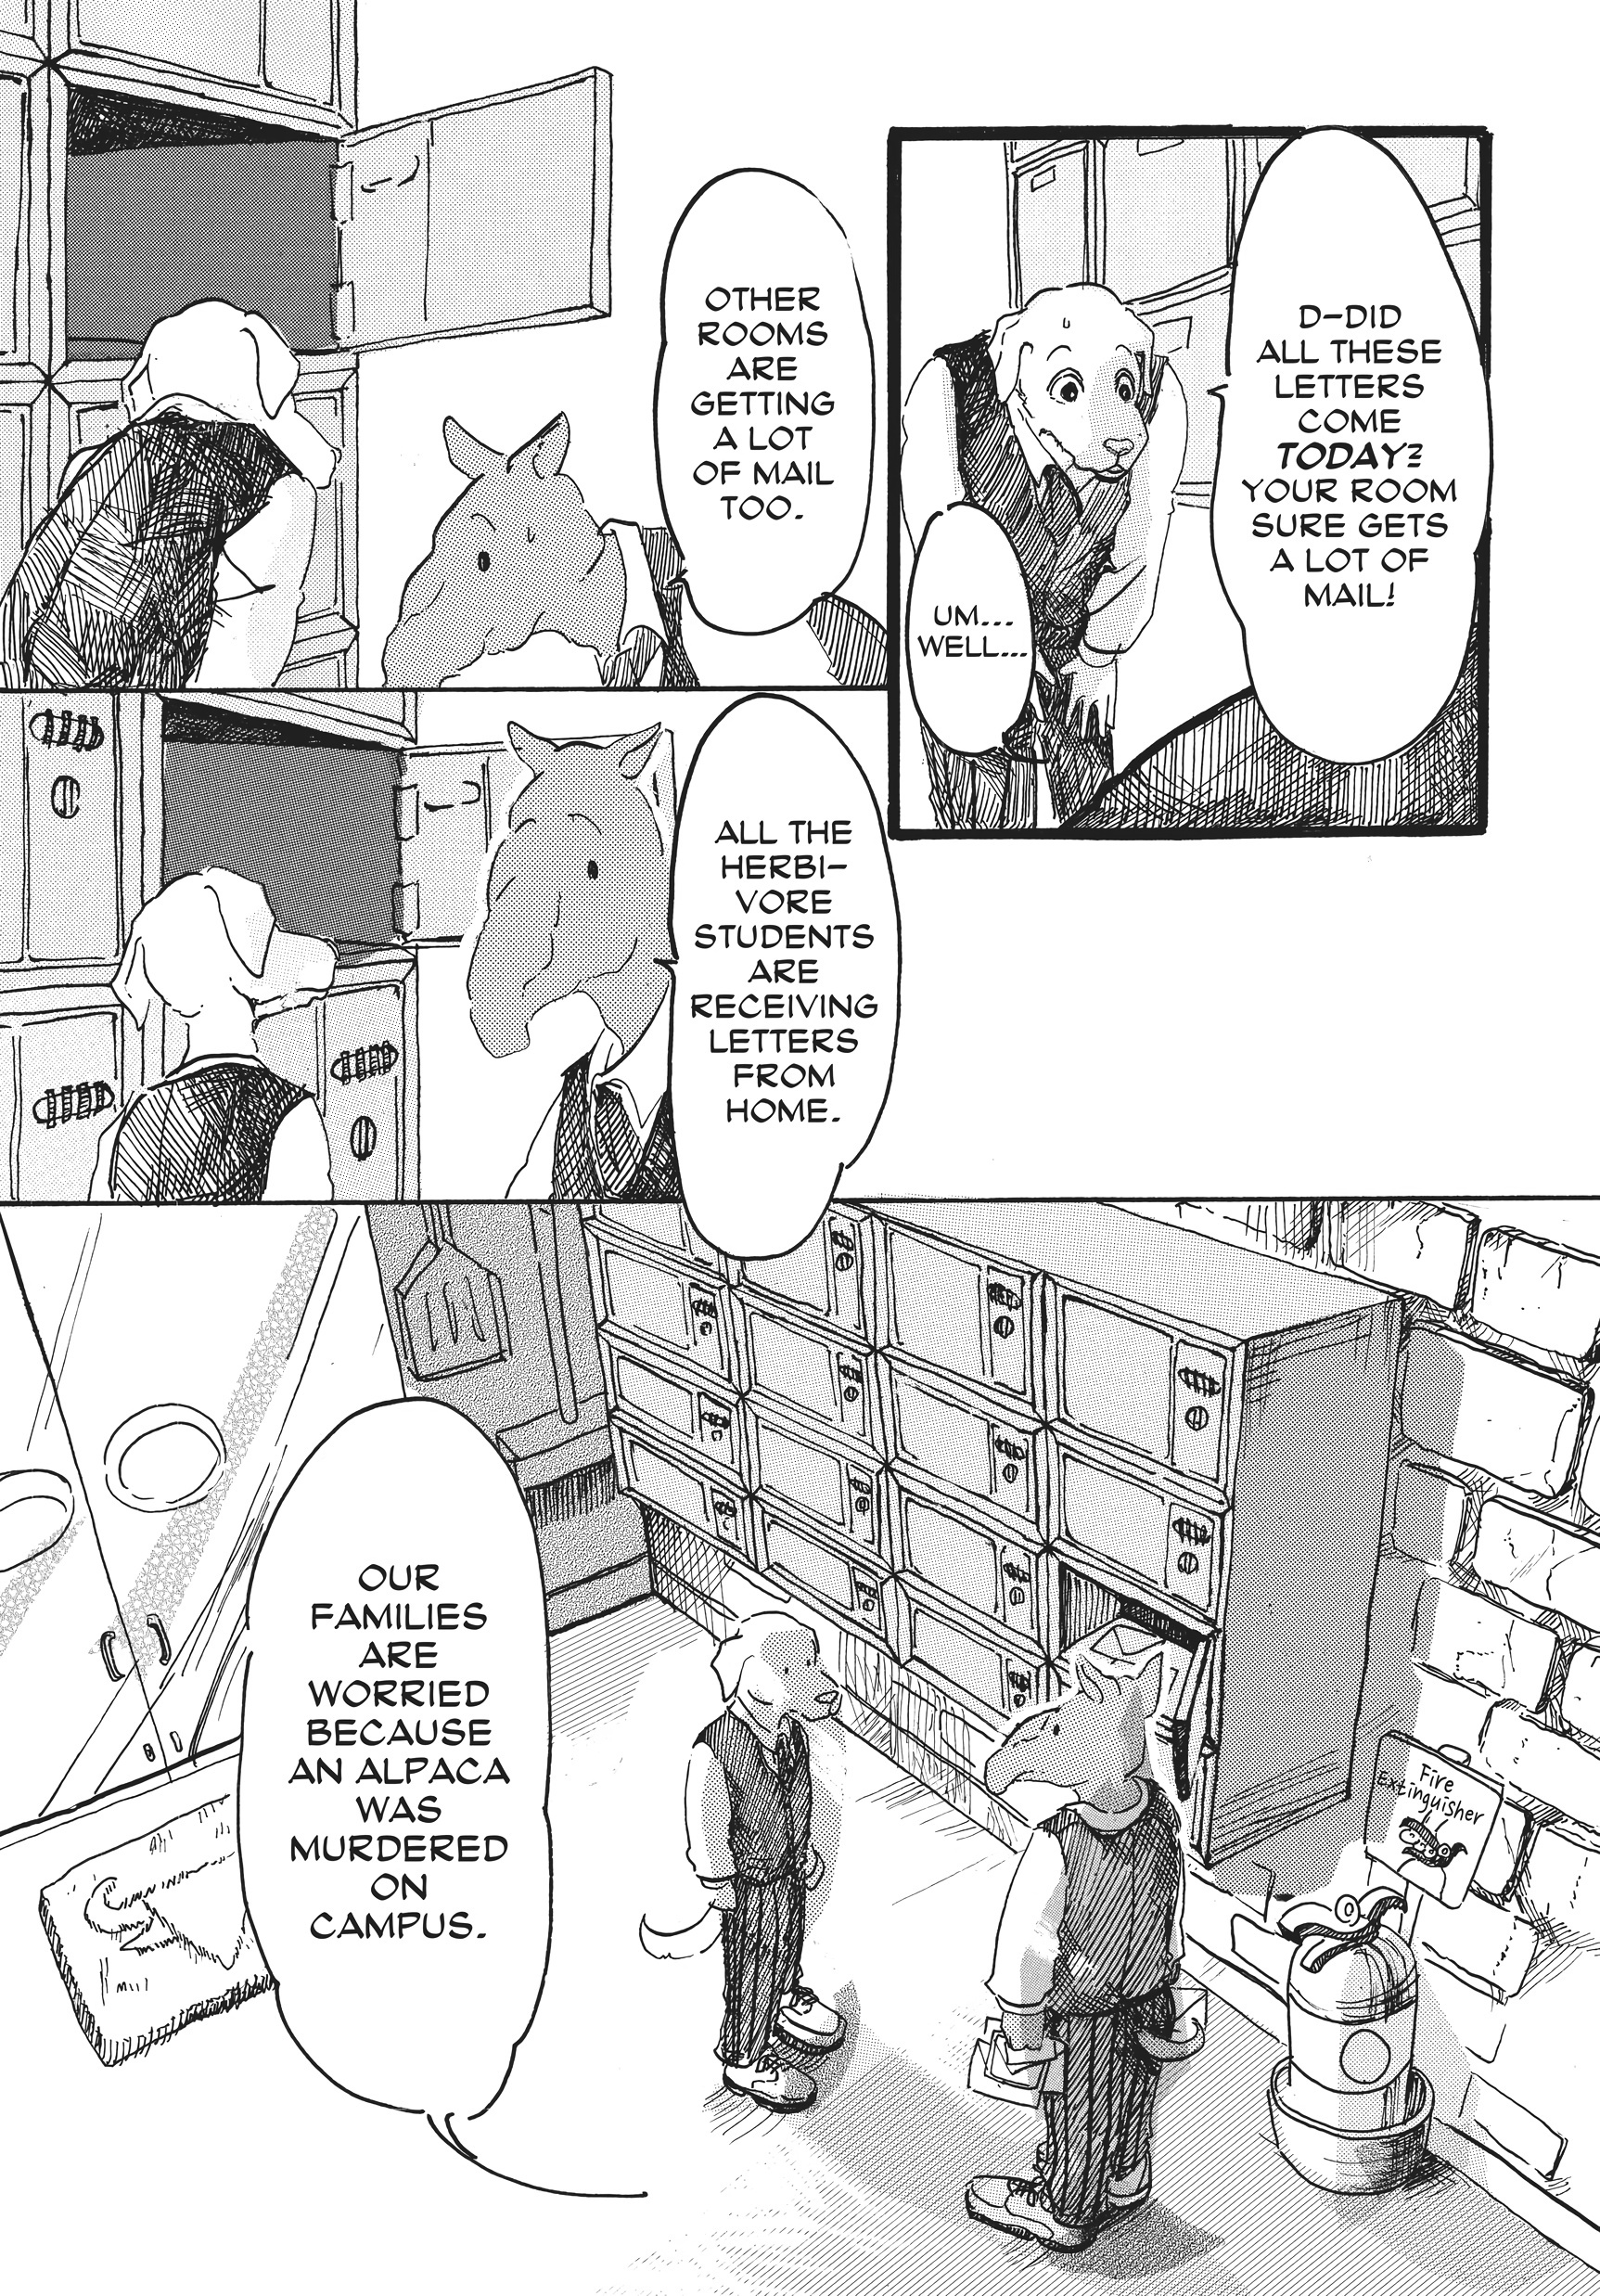 D-DID
ALL THESE
LETTERS
COME
TODAY?
YOUR ROOM
SURE GETS
A LOT OF
MAIL!
UM...
WELL...
OTHER
ROOMS
ARE
GETTING
A LOT
OF MAIL
TOO.
ALL THE
HERBI-
VORE
STUDENTS
ARE
RECEIVING
LETTERS
FROM
HOME.
OUR
FAMILIES
ARE
WORRIED
BECAUSE
AN ALPACA
WAS
MURDERED
ON
CAMPUS.
Fire
Extinguisher